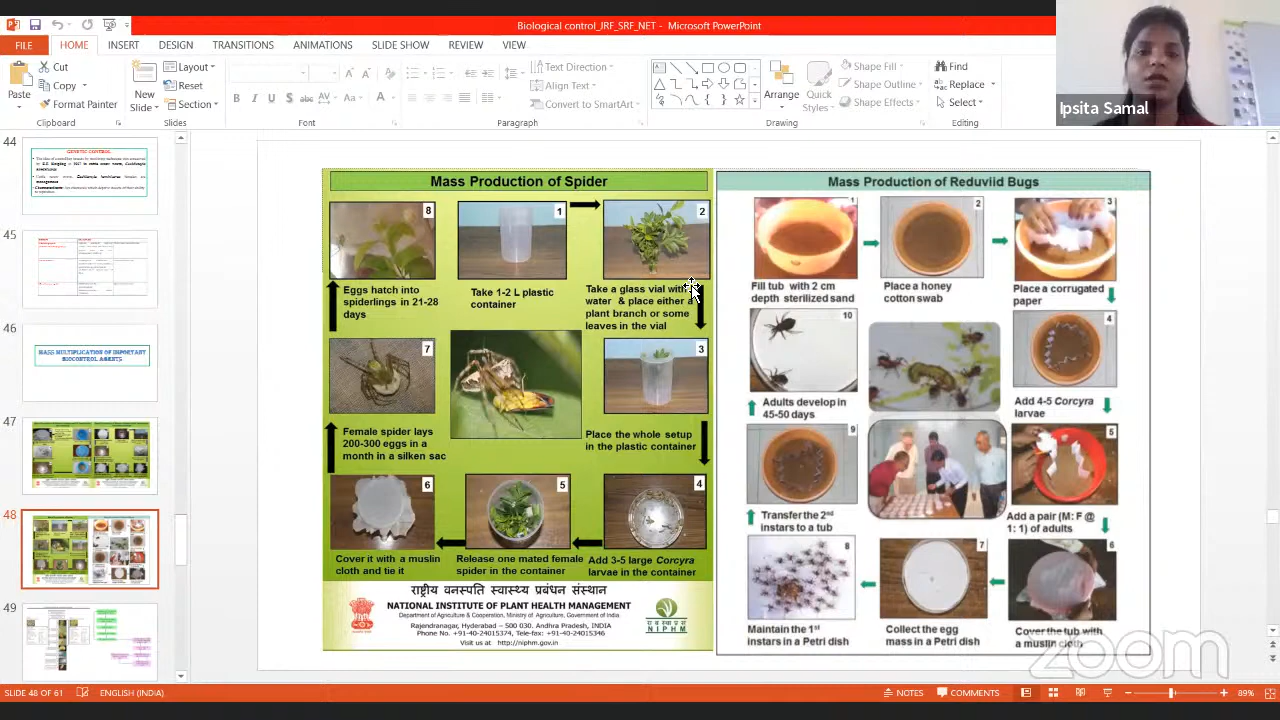 Biological control_JRF_SRF_NET - Microsoft PowerPoint
FILE HOME INSERT DESIGN TRANSITIONS ANIMATIONS SLIDE SHOW REVIEW VIEW
Paste
Cut
Copy
Format Painter
Clipboard
New Slide
Layout
Reset
Section
Slides
Font
Text Direction
Align Text
Convert to SmartArt
Paragraph
Arrange
Quick Styles
Shape Fill
Shape Outline
Shape Effects
Drawing
Find
Replace
Select
Editing
Ipsita Samal
44
GENETIC CONTROL
45
46
MASS MULTIPLICATION OF IMPORTANT
BIOCONTROL AGENTS
47
48
49
Mass Production of Spider
1
Take 1-2 L plastic
container
2
Take a glass vial with
water & place either a
plant branch or some
leaves in the vial
3
Place the whole setup
in the plastic container
4
Add 3-5 large Corcyra
larvae in the container
5
Release one mated female
spider in the container
6
Cover it with a muslin
cloth and tie it
7
Female spider lays
200-300 eggs in a
month in a silken sac
8
Eggs hatch into
spiderlings in 21-28
days
राष्ट्रीय वनस्पति स्वास्थ्य प्रबंधन संस्थान
NATIONAL INSTITUTE OF PLANT HEALTH MANAGEMENT
Department of Agriculture & Cooperation, Ministry of Agriculture, Government of India
Rajendranagar, Hyderabad – 500 030. Andhra Pradesh, INDIA
Phone No. +91-40-24015374, Tele-fax: +91-40-24015346
Visit us at http://niphm.gov.in
NIPHM
Mass Production of Reduviid Bugs
1
Fill tub with 2 cm
depth sterilized sand
2
Place a honey
cotton swab
3
Place a corrugated
paper
4
Add 4-5 Corcyra
larvae
5
Add a pair (M: F @
1: 1) of adults
6
Cover the tub with
a muslin cloth
7
Collect the egg
mass in a Petri dish
8
Maintain the 1st
instars in a Petri dish
9
Transfer the 2nd
instars to a tub
10
Adults develop in
45-50 days
zoom
SLIDE 48 OF 61 ENGLISH (INDIA)
NOTES COMMENTS 89%